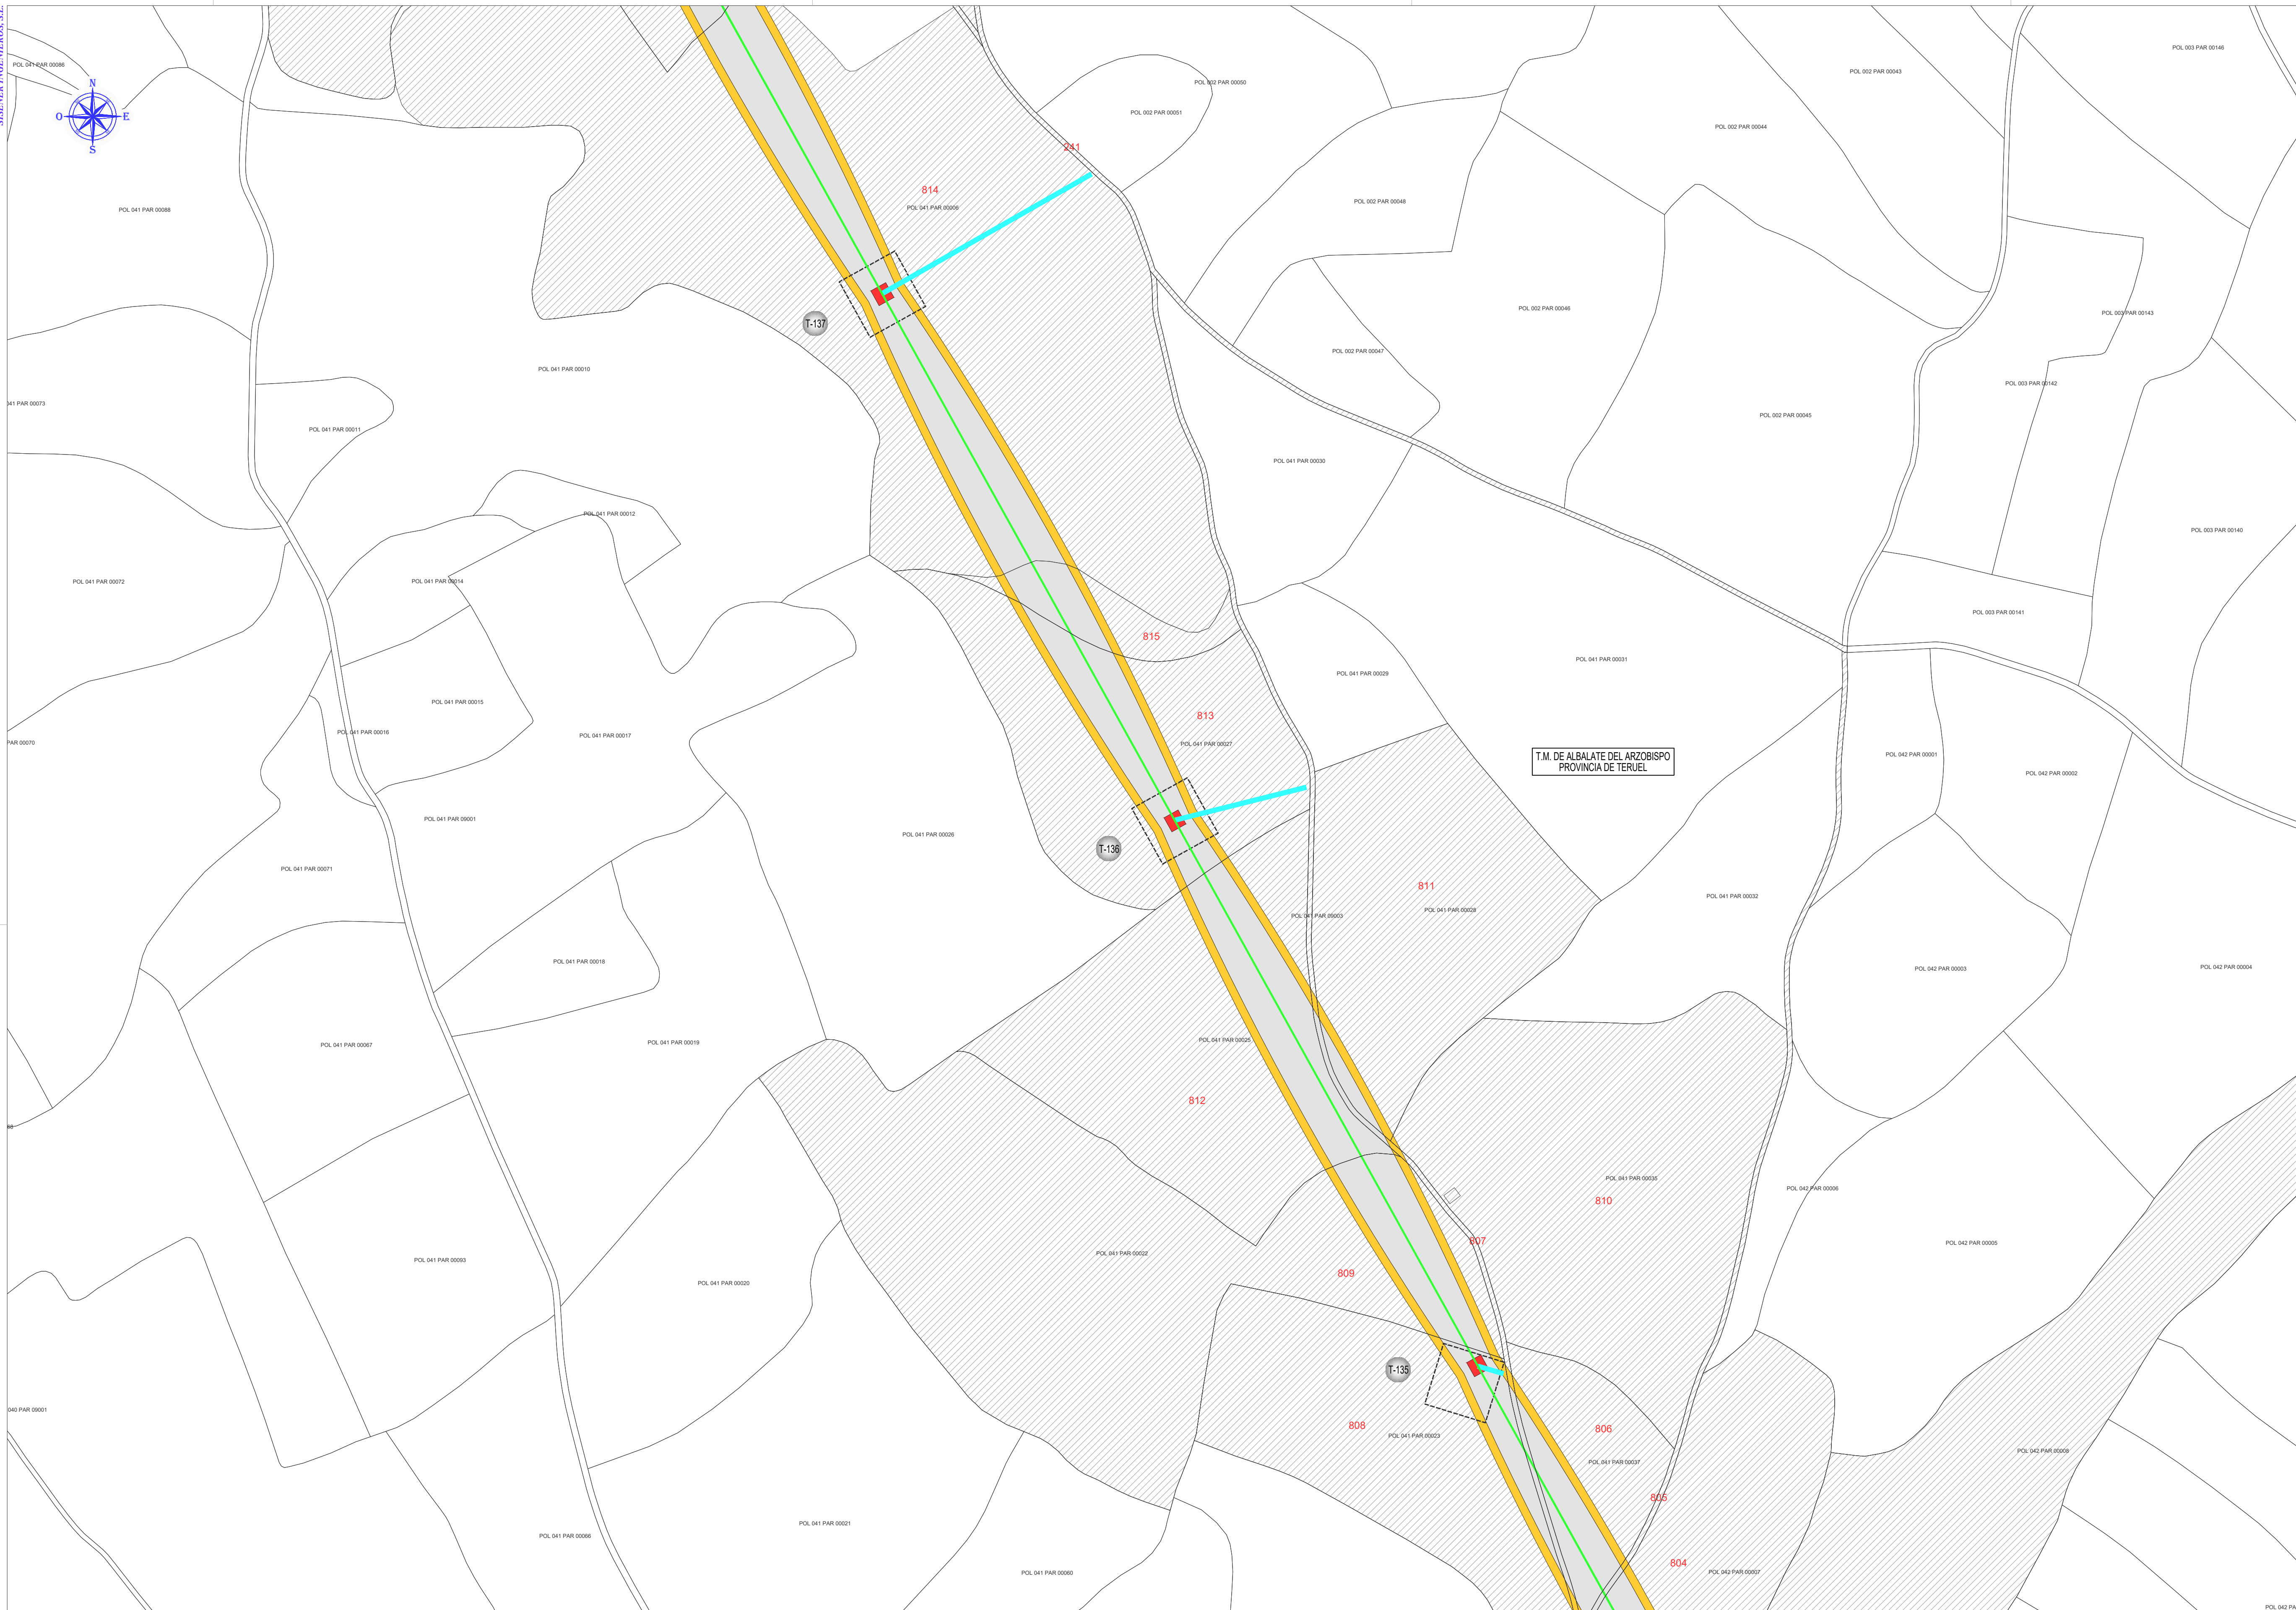 SISENER INGENIEROS, S.L.
POL 041 PAR 00086
N
O
E
S
POL 003 PAR 00146
POL 002 PAR 00043
POL 002 PAR 00050
POL 002 PAR 00051
POL 002 PAR 00044
241
814
POL 041 PAR 00006
POL 041 PAR 00088
POL 002 PAR 00048
POL 002 PAR 00046
POL 003 PAR 00143
T-137
POL 002 PAR 00047
POL 041 PAR 00010
POL 003 PAR 00142
041 PAR 00073
POL 002 PAR 00045
POL 041 PAR 00011
POL 041 PAR 00030
POL 041 PAR 00012
POL 003 PAR 00140
POL 041 PAR 00072
POL 041 PAR 00014
POL 003 PAR 00141
815
POL 041 PAR 00031
POL 041 PAR 00029
POL 041 PAR 00015
813
POL 041 PAR 00016
POL 041 PAR 00017
PAR 00070
POL 041 PAR 00027
T.M. DE ALBALATE DEL ARZOBISPO
PROVINCIA DE TERUEL
POL 042 PAR 00001
POL 042 PAR 00002
POL 041 PAR 09001
POL 041 PAR 00026
T-136
POL 041 PAR 00071
811
POL 041 PAR 00032
POL 041 PAR 09003
POL 041 PAR 00028
POL 041 PAR 00018
POL 042 PAR 00003
POL 042 PAR 00004
POL 041 PAR 00067
POL 041 PAR 00019
POL 041 PAR 00025
812
POL 041 PAR 00035
POL 042 PAR 00006
810
807
POL 042 PAR 00005
POL 041 PAR 00022
POL 041 PAR 00093
809
POL 041 PAR 00020
T-135
040 PAR 09001
808
806
POL 041 PAR 00023
POL 042 PAR 00008
POL 041 PAR 00037
805
POL 041 PAR 00021
POL 041 PAR 00066
804
POL 041 PAR 00060
POL 042 PAR 00007
POL 042 PA